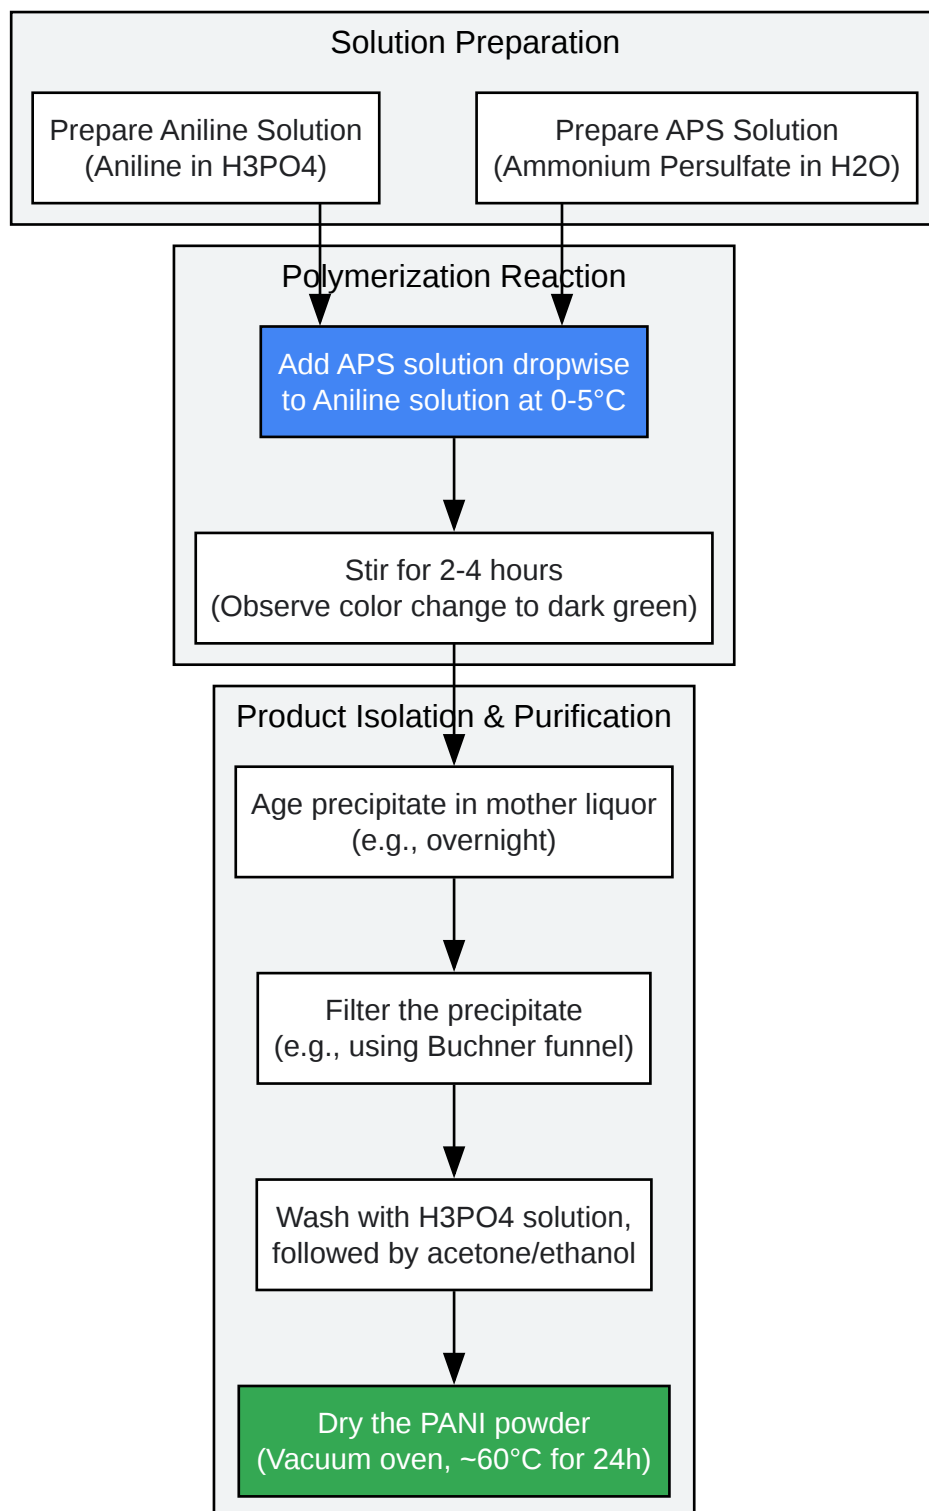 Solution Preparation
Prepare Aniline Solution
(Aniline in H3PO4)
Prepare APS Solution
(Ammonium Persulfate in H2O)
Polymerization Reaction
Add APS solution dropwise
to Aniline solution at 0-5°C
Stir for 2-4 hours
(Observe color change to dark green)
Product Isolation & Purification
Age precipitate in mother liquor
(e.g., overnight)
Filter the precipitate
(e.g., using Buchner funnel)
Wash with H3PO4 solution,
followed by acetone/ethanol
Dry the PANI powder
(Vacuum oven, ~60°C for 24h)